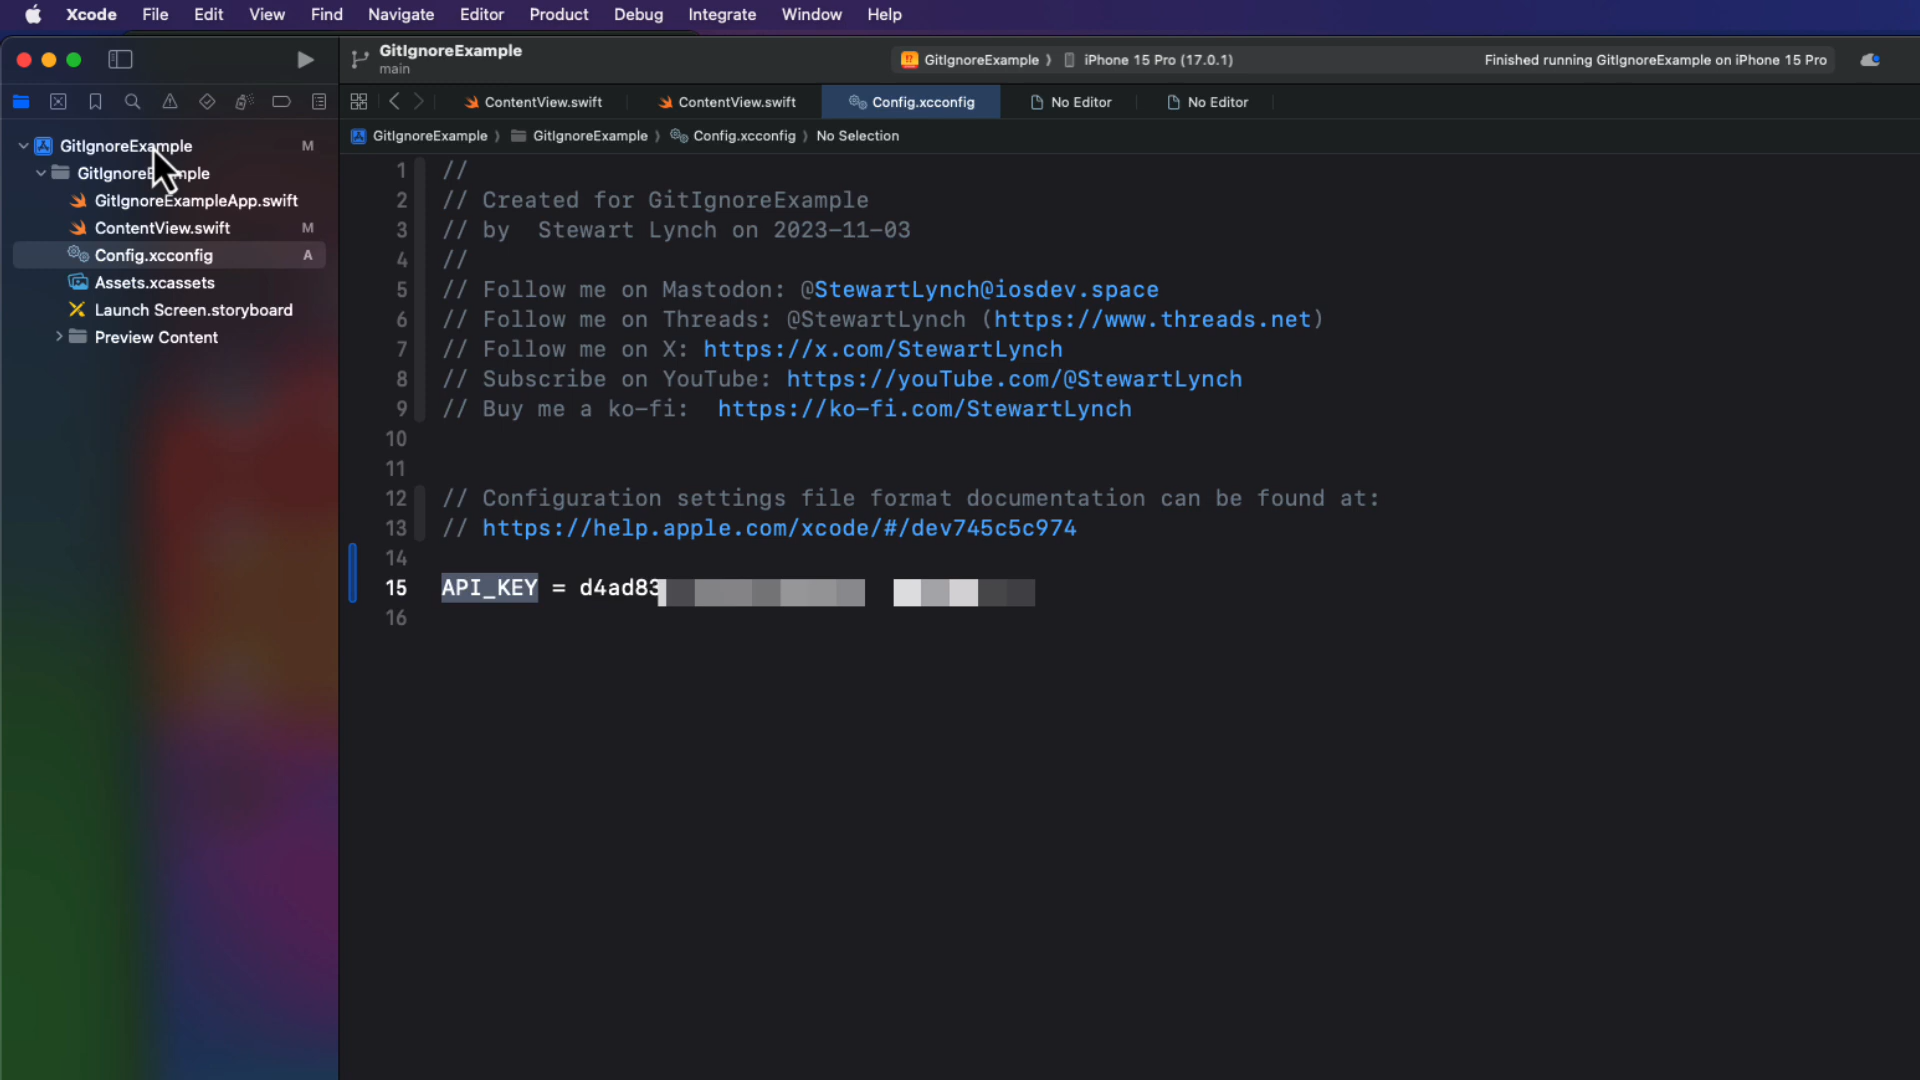 Xcode File Edit View Find Navigate Editor Product Debug Integrate Window Help
GitIgnoreExample
main
GitIgnoreExample iPhone 15 Pro (17.0.1)
Finished running GitIgnoreExample on iPhone 15 Pro
ContentView.swift ContentView.swift Config.xcconfig No Editor No Editor
GitIgnoreExample GitIgnoreExample Config.xcconfig No Selection
GitIgnoreExample M
GitIgnoreExample
GitIgnoreExampleApp.swift
ContentView.swift M
Config.xcconfig A
Assets.xcassets
Launch Screen.storyboard
Preview Content
1 //
2 // Created for GitIgnoreExample
3 // by  Stewart Lynch on 2023-11-03
4 //
5 // Follow me on Mastodon: @StewartLynch@iosdev.space
6 // Follow me on Threads: @StewartLynch (https://www.threads.net)
7 // Follow me on X: https://x.com/StewartLynch
8 // Subscribe on YouTube: https://youTube.com/@StewartLynch
9 // Buy me a ko-fi:  https://ko-fi.com/StewartLynch
10
11
12 // Configuration settings file format documentation can be found at:
13 // https://help.apple.com/xcode/#/dev745c5c974
14
15 API_KEY = d4ad83
16